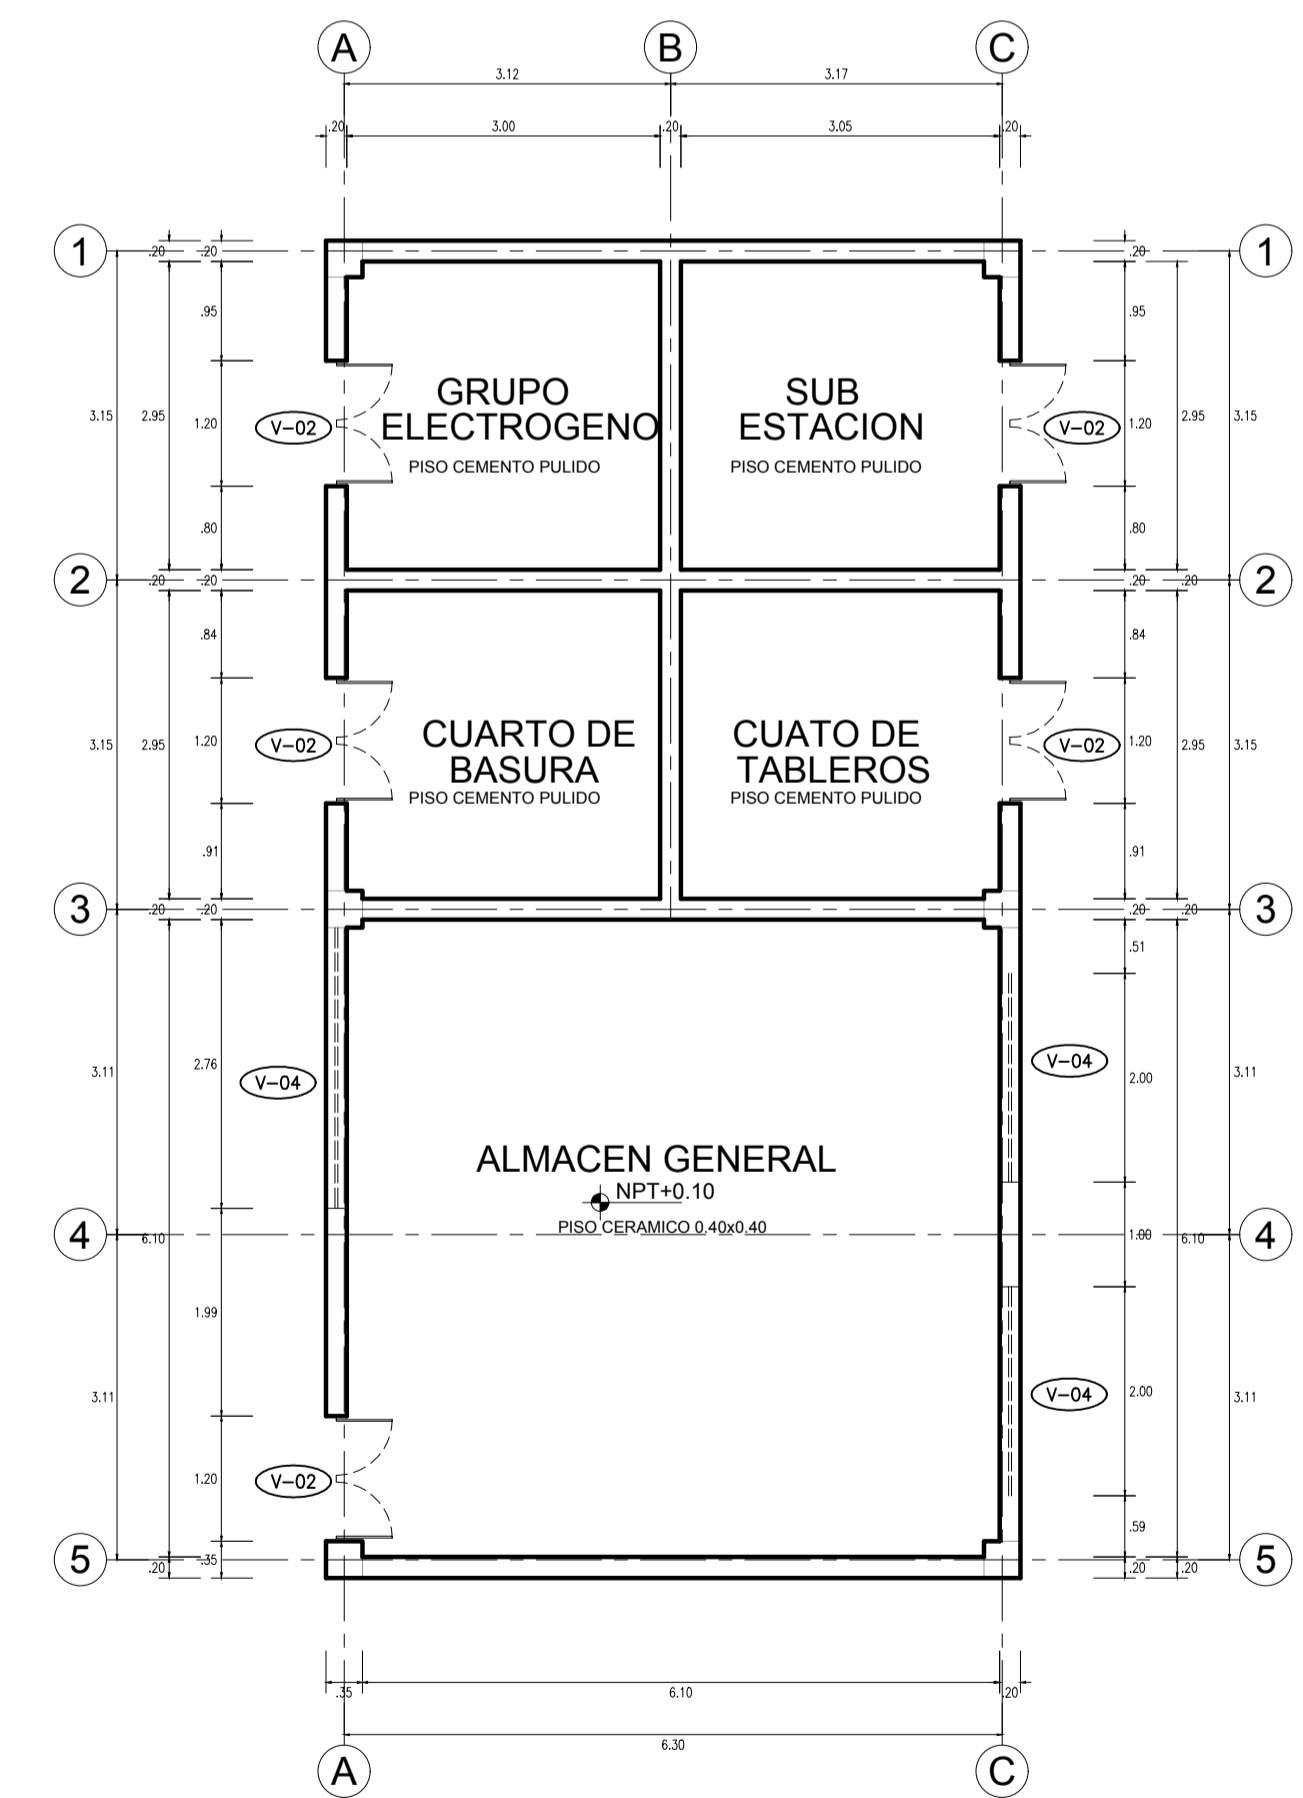 A B C
3.12 3.17
.20 3.00 .20 3.05 .20
1 .20 .20 .20 1
.95 .95
GRUPO SUB
3.15 2.95 1.20 V-02 ELECTROGENO ESTACION V-02 1.20 2.95 3.15
PISO CEMENTO PULIDO PISO CEMENTO PULIDO
.80 .80
2 .20 .20 .20 .20 2
.84 .84
CUARTO DE CUATO DE
3.15 2.95 1.20 V-02 V-02 1.20 2.95 3.15
BASURA TABLEROS
PISO CEMENTO PULIDO PISO CEMENTO PULIDO
.91 .91
3 .20 .20 .20 .20 3
.51
3.11 2.76 V-04 V-04 2.00 3.11
ALMACEN GENERAL
NPT+0.10
PISO CERAMICO 0.40x0.40
4 6.10 1.00 6.10 4
1.99
3.11 V-04 2.00 3.11
1.20 V-02
.59
5 .20 .35 .20 .20 5
.35 6.10 .20
6.30
A C